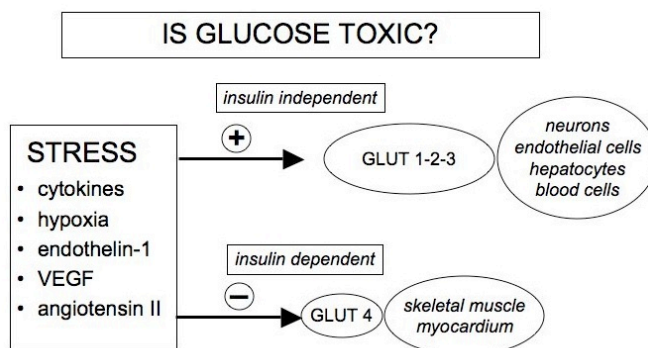 IS GLUCOSE TOXIC?
insulin independent
+
STRESS
• cytokines
• hypoxia
• endothelin-1
• VEGF
• angiotensin II
GLUT 1-2-3
neurons
endothelial cells
hepatocytes
blood cells
insulin dependent
−
GLUT 4
skeletal muscle
myocardium